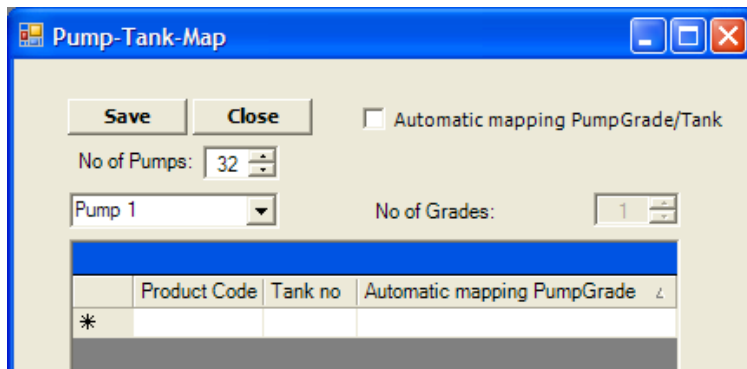 Pump-Tank-Map
Save Close Automatic mapping PumpGrade/Tank
No of Pumps: 32
Pump 1 No of Grades: 1
Product Code Tank no Automatic mapping PumpGrade
*